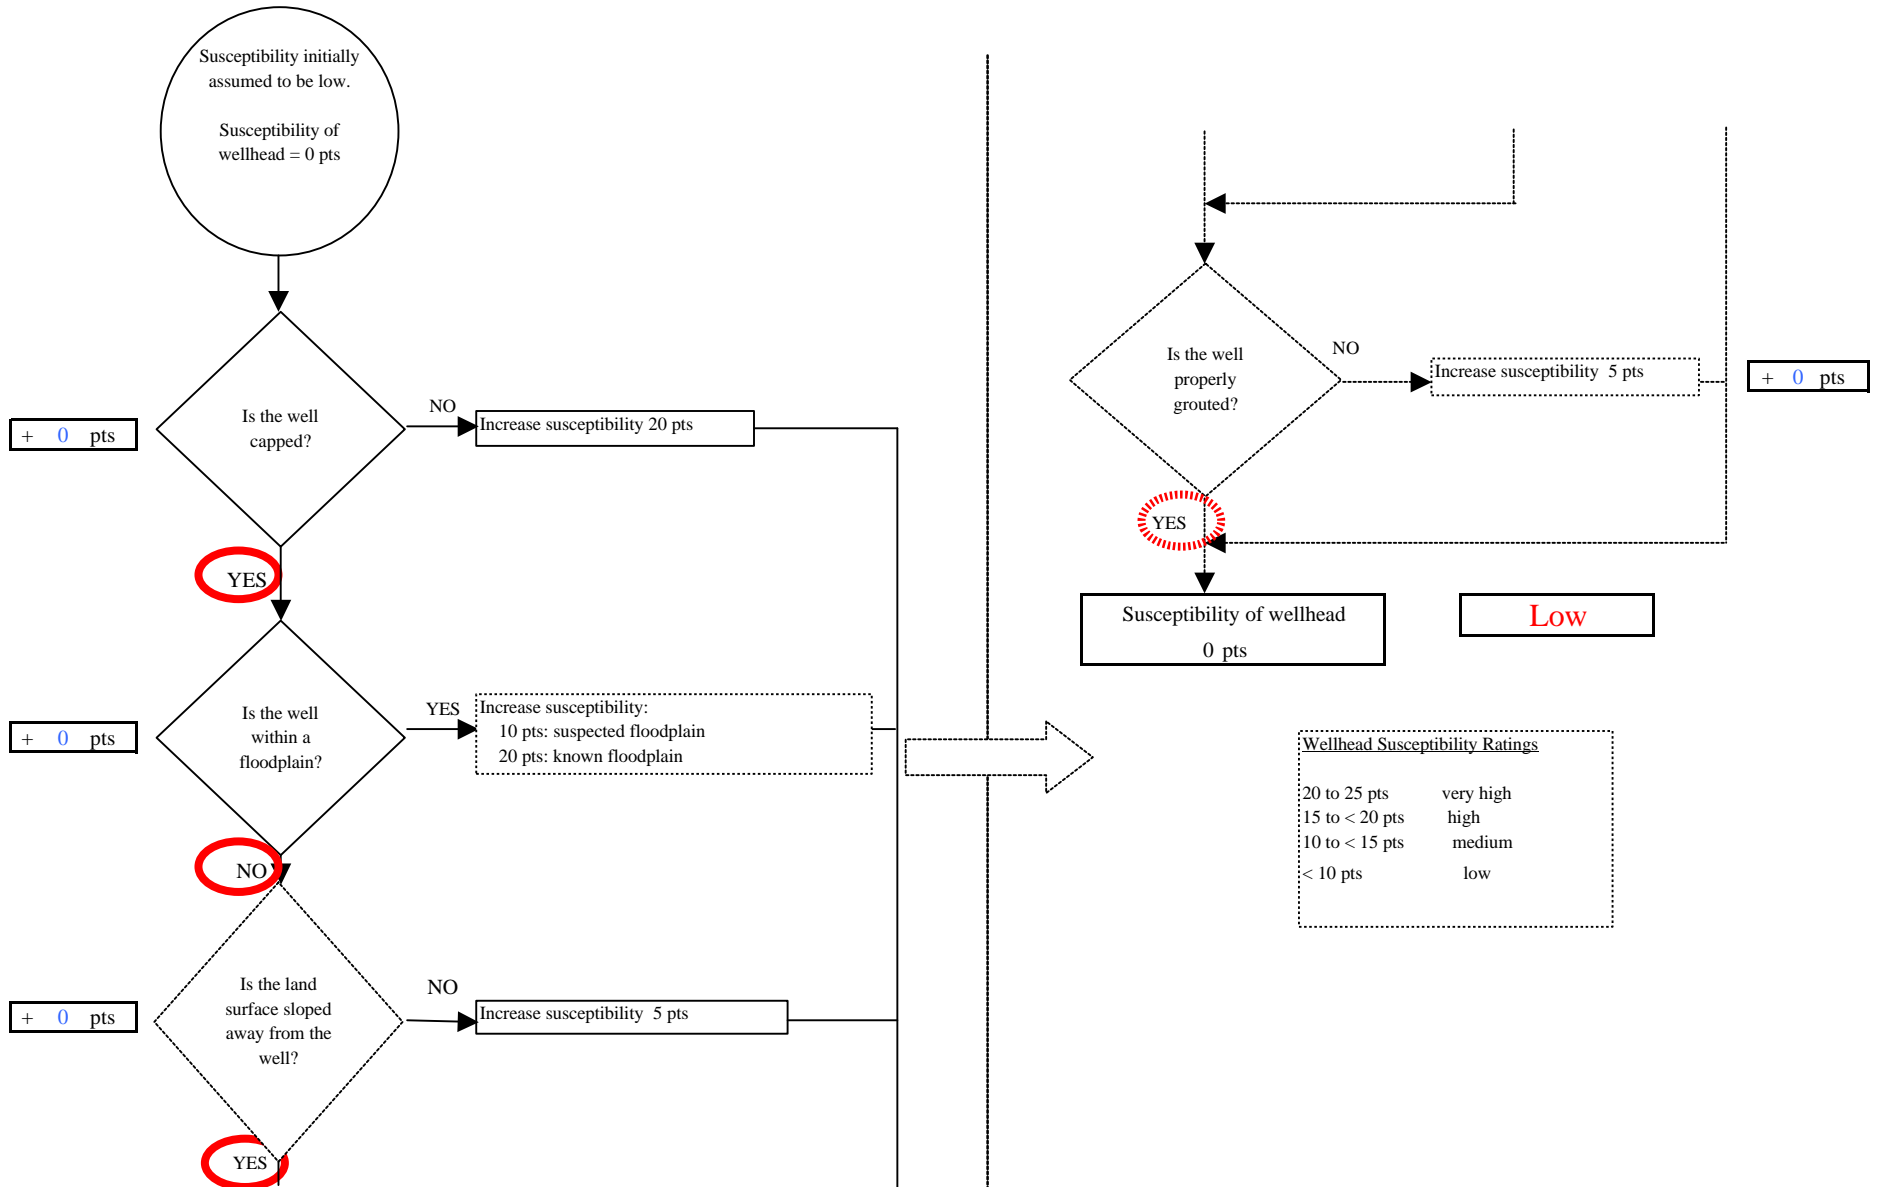 Susceptibility initially
assumed to be low.
Susceptibility of
wellhead = 0 pts
Is the well
capped?
NO
Increase susceptibility 20 pts
+ 0 pts
YES
Is the well
within a
floodplain?
YES
Increase susceptibility:
10 pts: suspected floodplain
20 pts: known floodplain
+ 0 pts
NO
Is the land
surface sloped
away from the
well?
NO
Increase susceptibility 5 pts
+ 0 pts
YES
Is the well
properly
grouted?
NO
Increase susceptibility 5 pts
+ 0 pts
YES
Susceptibility of wellhead
0 pts
Low
Wellhead Susceptibility Ratings
20 to 25 pts very high
15 to < 20 pts high
10 to < 15 pts medium
< 10 pts low